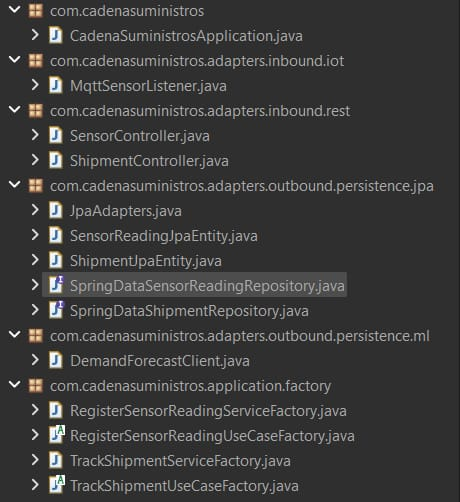 com.cadenasuministros
CadenaSuministrosApplication.java
com.cadenasuministros.adapters.inbound.iot
MqttSensorListener.java
com.cadenasuministros.adapters.inbound.rest
SensorController.java
ShipmentController.java
com.cadenasuministros.adapters.outbound.persistence.jpa
JpaAdapters.java
SensorReadingJpaEntity.java
ShipmentJpaEntity.java
SpringDataSensorReadingRepository.java
SpringDataShipmentRepository.java
com.cadenasuministros.adapters.outbound.persistence.ml
DemandForecastClient.java
com.cadenasuministros.application.factory
RegisterSensorReadingServiceFactory.java
RegisterSensorReadingUseCaseFactory.java
TrackShipmentServiceFactory.java
TrackShipmentUseCaseFactory.java